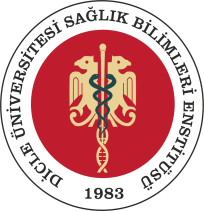 DİCLE ÜNİVERSİTESİ SAĞLIK BİLİMLERİ ENSTİTÜSÜ
1983